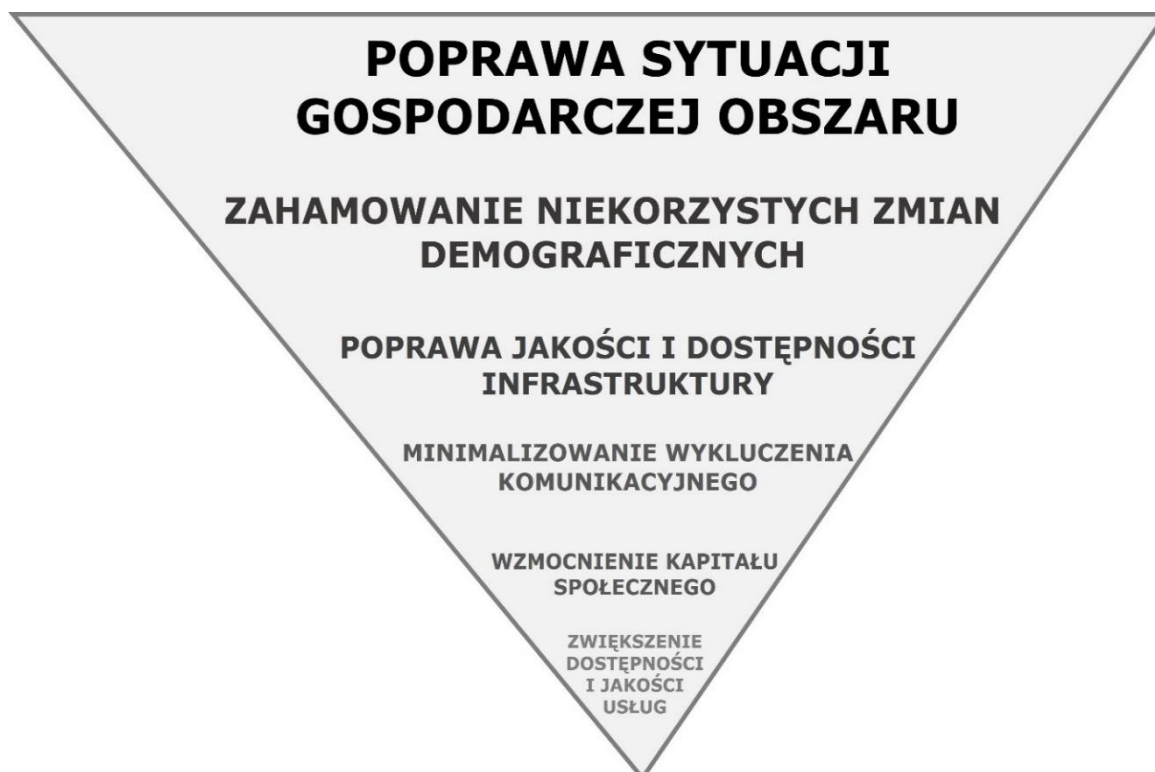 POPRAWA SYTUACJI
GOSPODARCZEJ OBSZARU
ZAHAMOWANIE NIEKORZYSTYCH ZMIAN
DEMOGRAFICZNYCH
POPRAWA JAKOŚCI I DOSTĘPNOŚCI
INFRASTRUKTURY
MINIMALIZOWANIE WYKLUCZENIA
KOMUNIKACYJNEGO
WZMOCNIENIE KAPITAŁU
SPOŁECZNEGO
ZWIĘKSZENIE
DOSTĘPNOŚCI
I JAKOŚCI
USŁUG